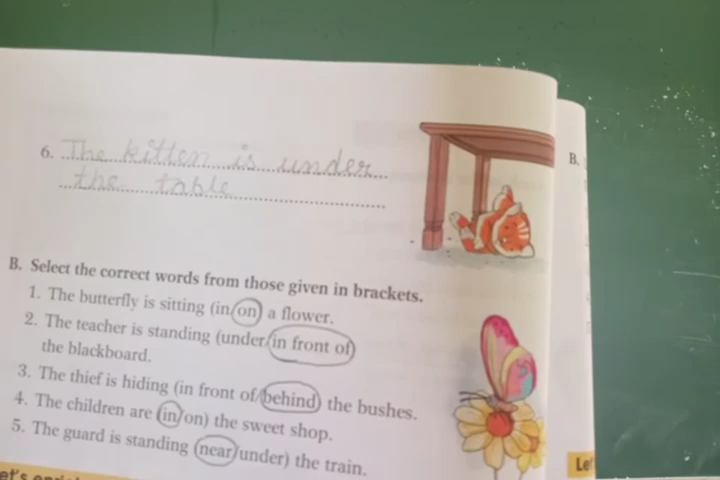 6. The kitten is under
the table
B. Select the correct words from those given in brackets.
1. The butterfly is sitting (in/on) a flower.
2. The teacher is standing (under/in front of)
the blackboard.
3. The thief is hiding (in front of/behind) the bushes.
4. The children are (in/on) the sweet shop.
5. The guard is standing (near/under) the train.
B.